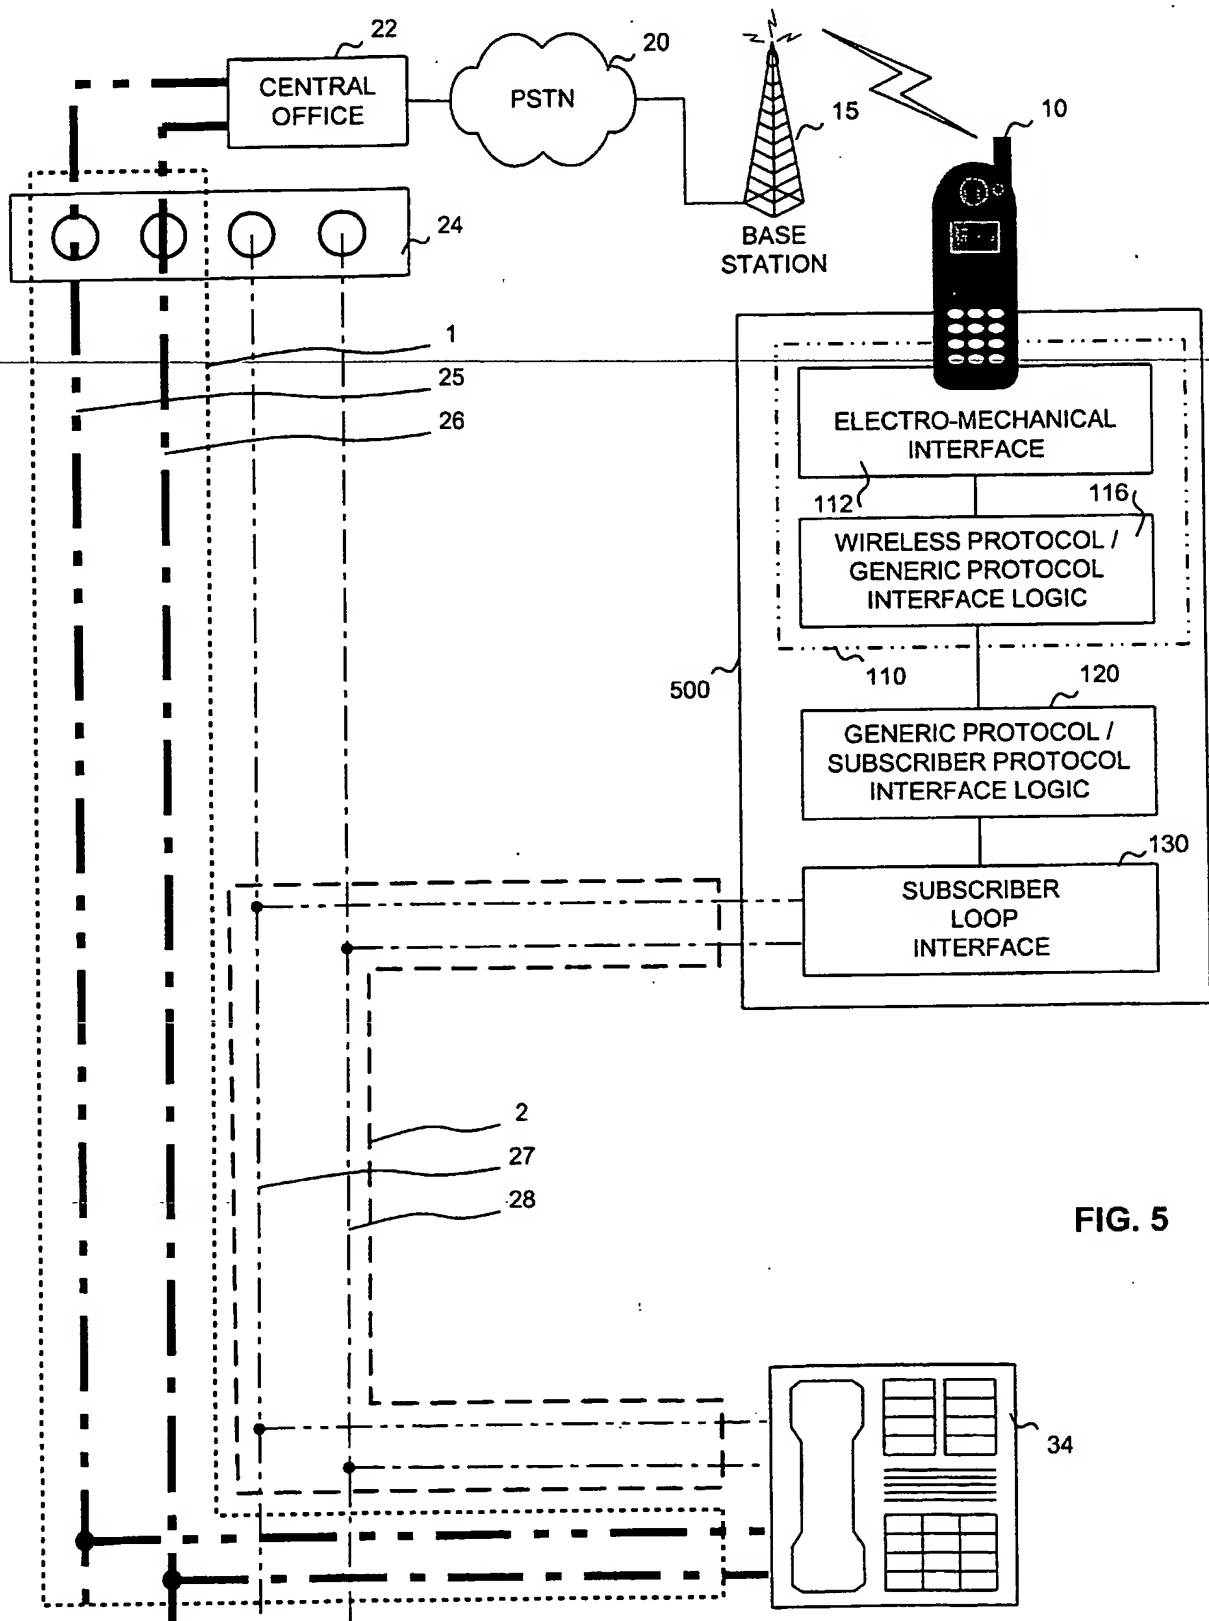 22
20
CENTRAL
OFFICE
PSTN
15
10
24
BASE
STATION
1
25
26
ELECTRO-MECHANICAL
INTERFACE
112
116
WIRELESS PROTOCOL /
GENERIC PROTOCOL
INTERFACE LOGIC
110
500
120
GENERIC PROTOCOL /
SUBSCRIBER PROTOCOL
INTERFACE LOGIC
130
SUBSCRIBER
LOOP
INTERFACE
2
27
28
FIG. 5
34